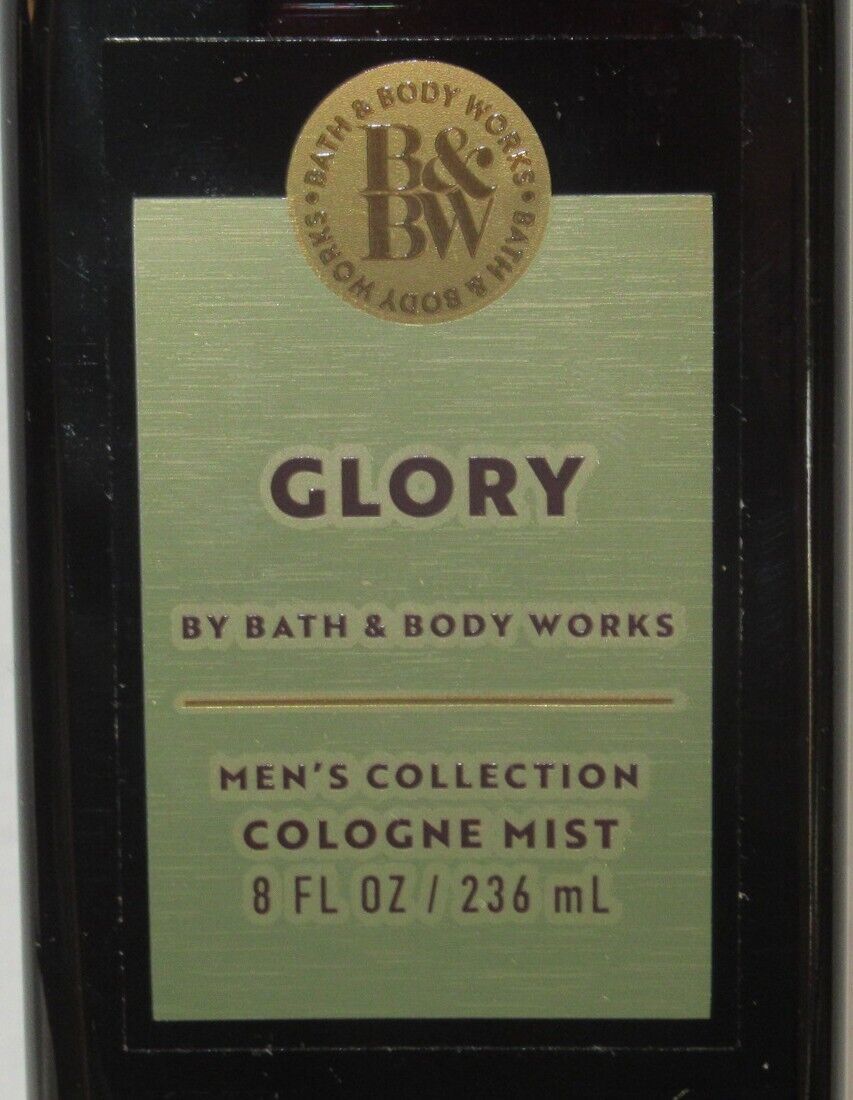 BATH & BODY WORKS • BATH & BODY WORKS •
B&
BW
GLORY
BY BATH & BODY WORKS
MEN'S COLLECTION
COLOGNE MIST
8 FL OZ / 236 mL